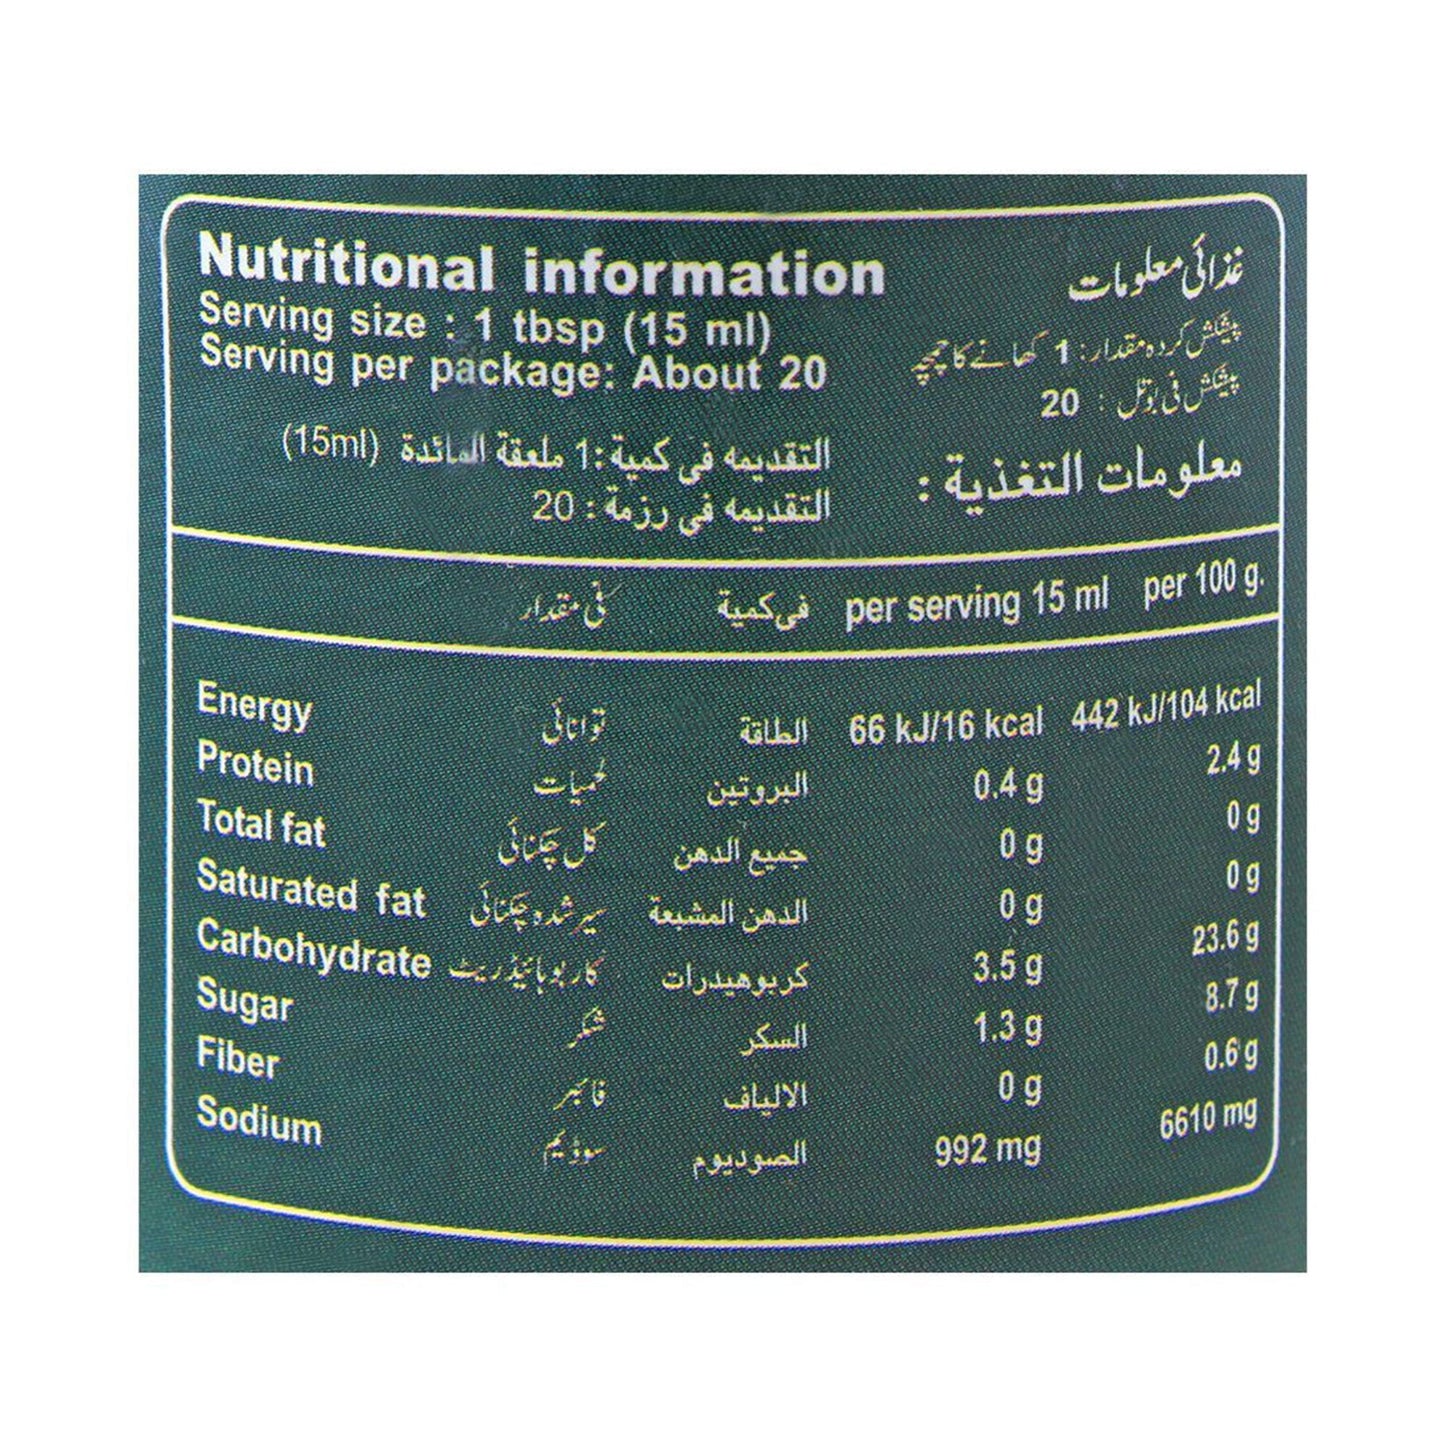 Nutritional information غذائی معلومات
Serving size : 1 tbsp (15 ml) پیشکش کردہ مقدار: 1 کھانے کا چمچہ
Serving per package: About 20 پیشکش فی بوتل : 20
معلومات التغذية :
التقديمه في كمية: 1 ملعقة المائدة (15ml)
التقديمه في رزمة : 20
فی مقدار في كمية per serving 15 ml per 100 g.
Energy توانائی الطاقة 66 kJ/16 kcal 442 kJ/104 kcal
Protein لحمیات البروتين 0.4 g 2.4 g
Total fat کل چکنائی جميع الدهن 0 g 0 g
Saturated fat سیر شدہ چکنائی الدهن المشبعة 0 g 0 g
Carbohydrate کاربوہائیڈریٹ كربوهيدرات 3.5 g 23.6 g
Sugar شکر السكر 1.3 g 8.7 g
Fiber فائبر الالياف 0 g 0.6 g
Sodium سوڈیم الصوديوم 992 mg 6610 mg